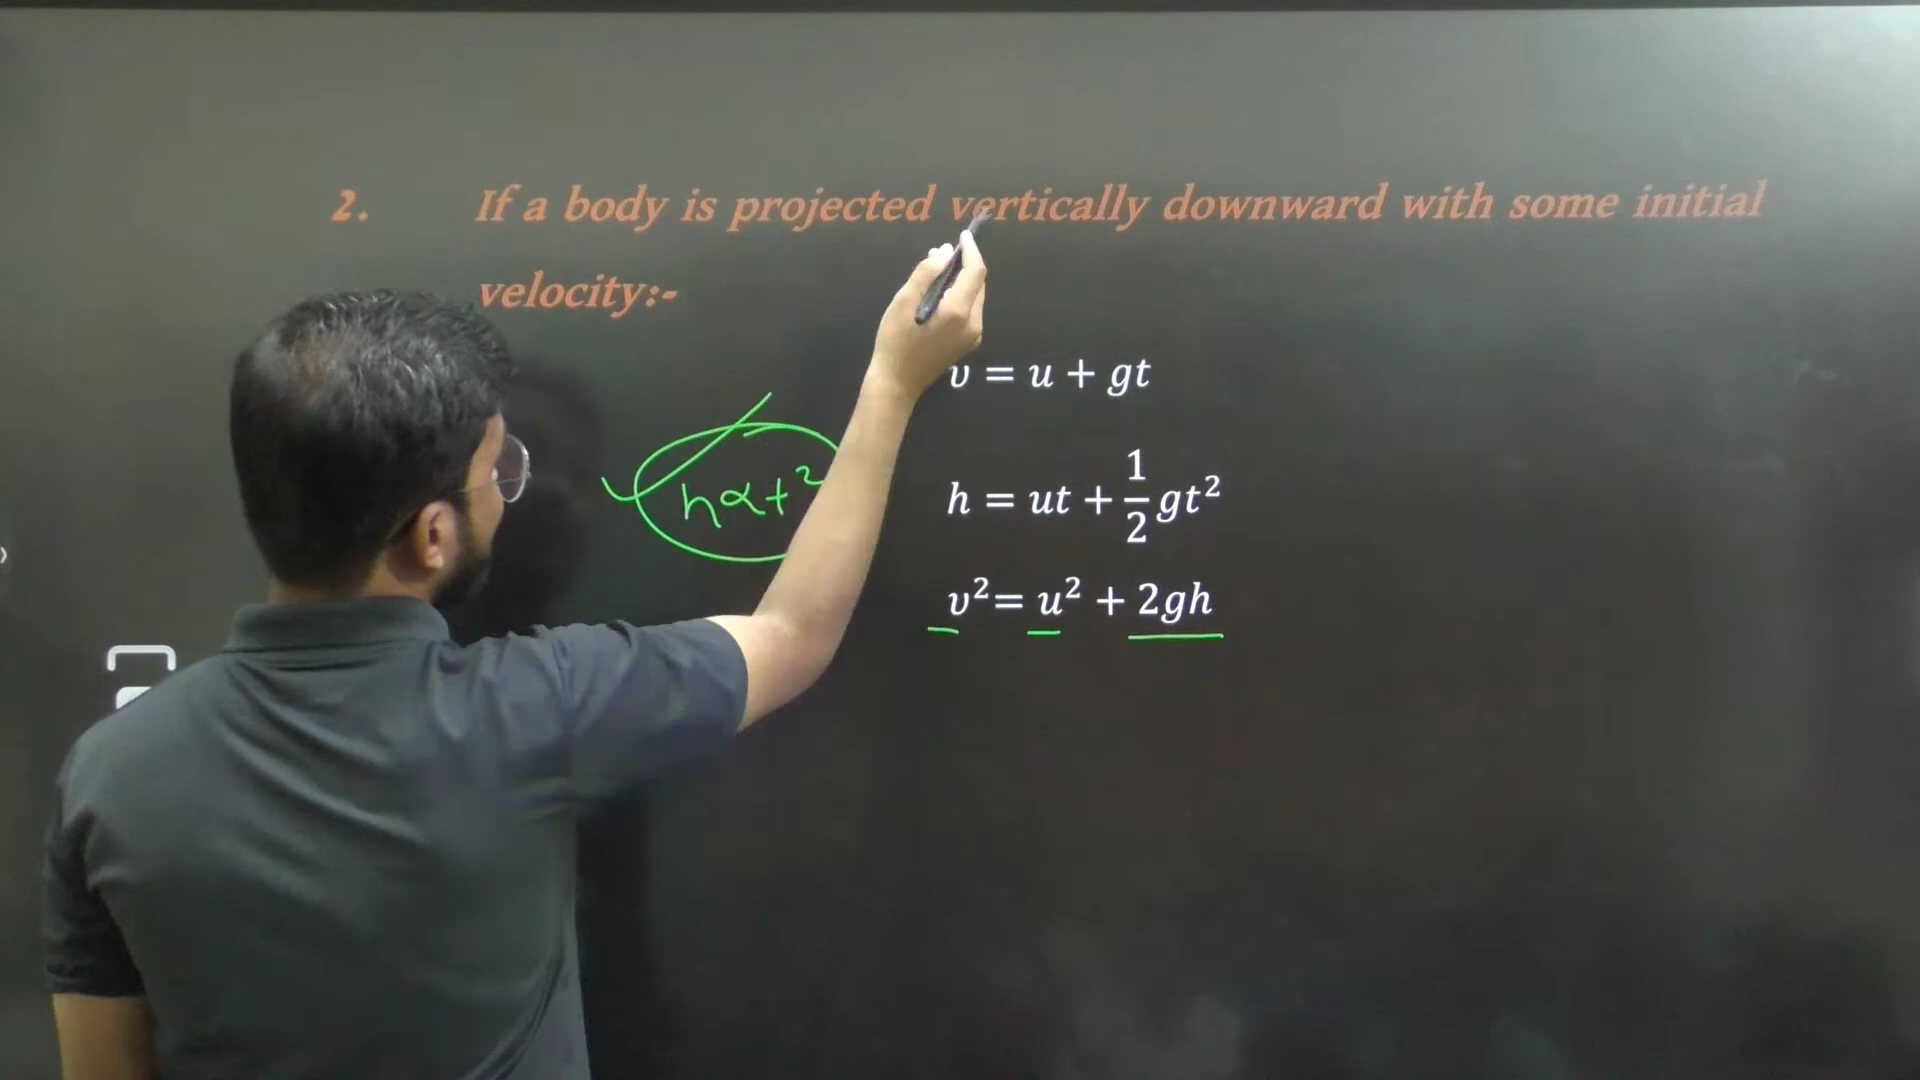 2. If a body is projected vertically downward with some initial
velocity:-
v = u + gt
h ∝ t²
h = ut + 1/2 gt²
v² = u² + 2gh